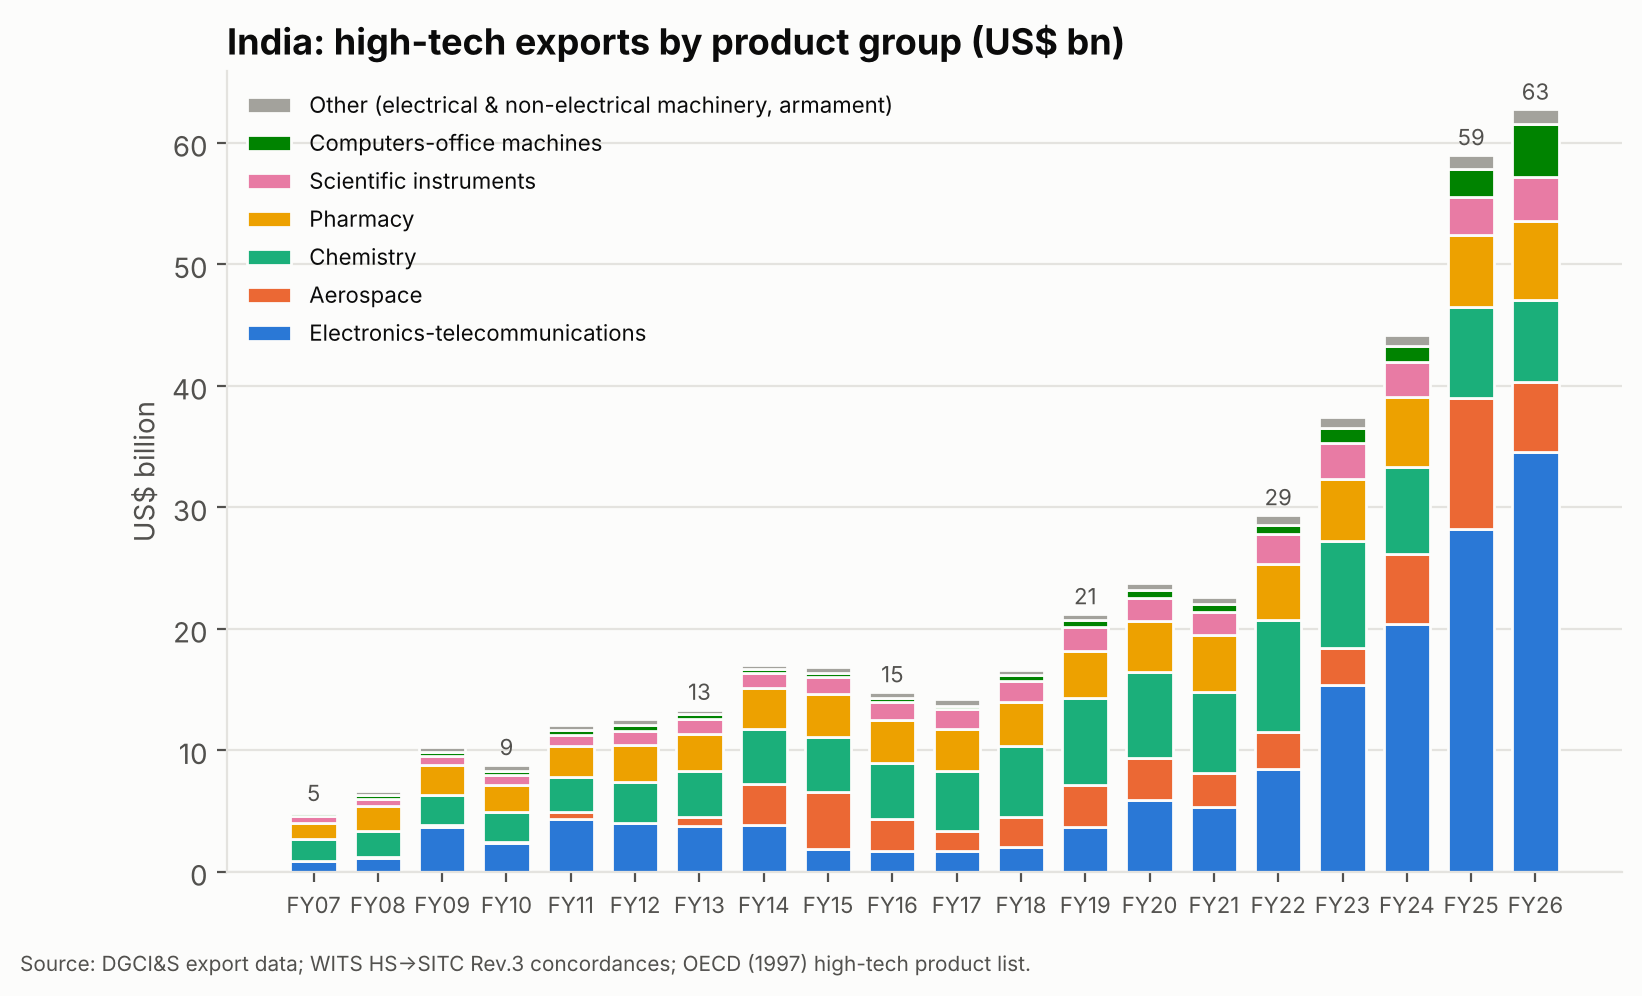 India: high-tech exports by product group (US$ bn)
Other (electrical & non-electrical machinery, armament)
Computers-office machines
Scientific instruments
Pharmacy
Chemistry
Aerospace
Electronics-telecommunications
US$ billion
60
50
40
30
20
10
0
5
9
13
15
21
29
59
63
FY07 FY08 FY09 FY10 FY11 FY12 FY13 FY14 FY15 FY16 FY17 FY18 FY19 FY20 FY21 FY22 FY23 FY24 FY25 FY26
Source: DGCI&S export data; WITS HS→SITC Rev.3 concordances; OECD (1997) high-tech product list.